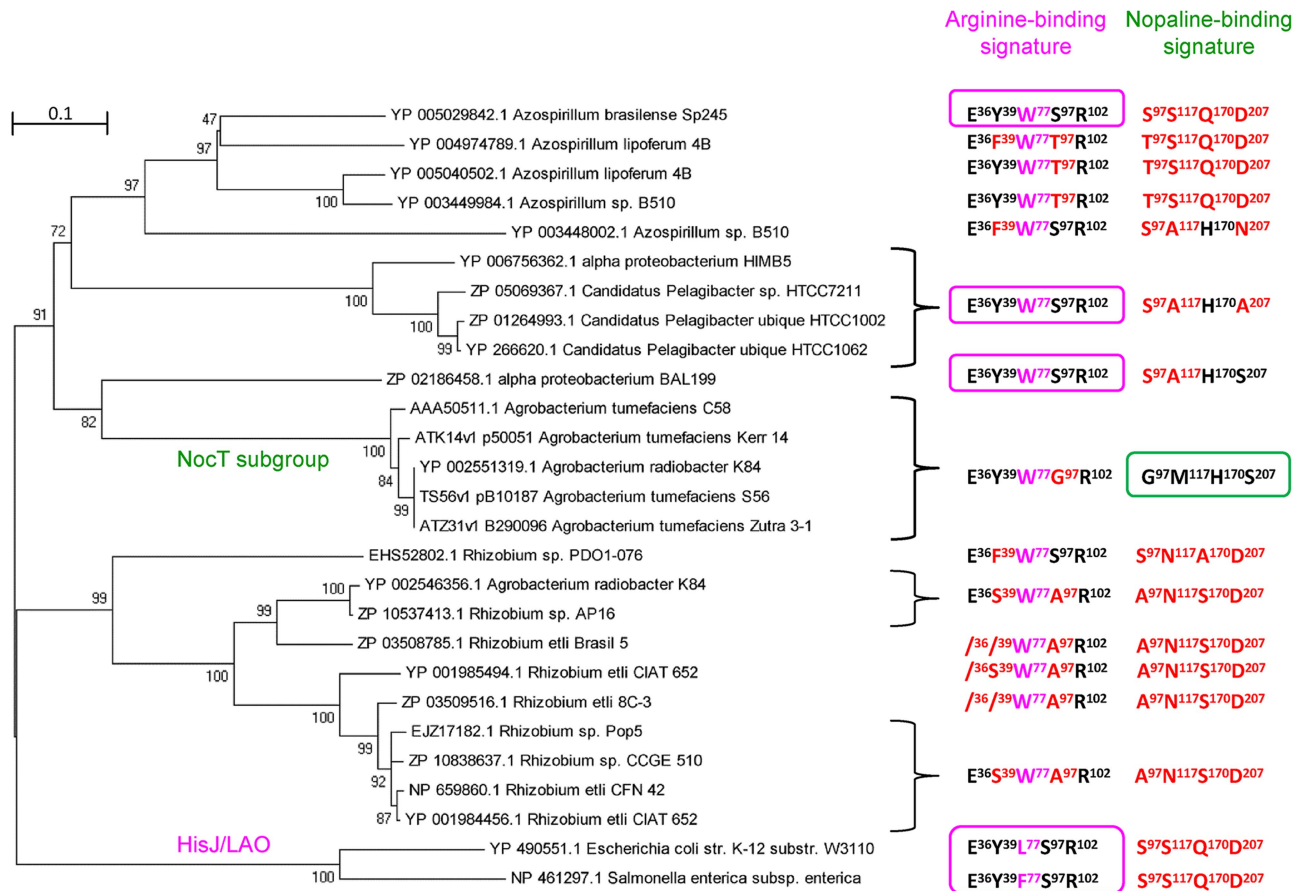 Arginine-binding signature
Nopaline-binding signature
0.1
47
YP 005029842.1 Azospirillum brasilense Sp245 E³⁶Y³⁹W⁷⁷S⁹⁷R¹⁰² S⁹⁷S¹¹⁷Q¹⁷⁰D²⁰⁷
97
YP 004974789.1 Azospirillum lipoferum 4B E³⁶F³⁹W⁷⁷T⁹⁷R¹⁰² T⁹⁷S¹¹⁷Q¹⁷⁰D²⁰⁷
YP 005040502.1 Azospirillum lipoferum 4B E³⁶Y³⁹W⁷⁷T⁹⁷R¹⁰² T⁹⁷S¹¹⁷Q¹⁷⁰D²⁰⁷
97
100
YP 003449984.1 Azospirillum sp. B510 E³⁶Y³⁹W⁷⁷T⁹⁷R¹⁰² T⁹⁷S¹¹⁷Q¹⁷⁰D²⁰⁷
72
YP 003448002.1 Azospirillum sp. B510 E³⁶F³⁹W⁷⁷S⁹⁷R¹⁰² S⁹⁷A¹¹⁷H¹⁷⁰N²⁰⁷
YP 006756362.1 alpha proteobacterium HIMB5
100
ZP 05069367.1 Candidatus Pelagibacter sp. HTCC7211
E³⁶Y³⁹W⁷⁷S⁹⁷R¹⁰² S⁹⁷A¹¹⁷H¹⁷⁰A²⁰⁷
91
100
ZP 01264993.1 Candidatus Pelagibacter ubique HTCC1002
99
YP 266620.1 Candidatus Pelagibacter ubique HTCC1062
ZP 02186458.1 alpha proteobacterium BAL199 E³⁶Y³⁹W⁷⁷S⁹⁷R¹⁰² S⁹⁷A¹¹⁷H¹⁷⁰S²⁰⁷
82
AAA50511.1 Agrobacterium tumefaciens C58
100
ATK14v1 p50051 Agrobacterium tumefaciens Kerr 14
NocT subgroup
84
YP 002551319.1 Agrobacterium radiobacter K84 E³⁶Y³⁹W⁷⁷G⁹⁷R¹⁰² G⁹⁷M¹¹⁷H¹⁷⁰S²⁰⁷
TS56v1 pB10187 Agrobacterium tumefaciens S56
99
ATZ31v1 B290096 Agrobacterium tumefaciens Zutra 3-1
EHS52802.1 Rhizobium sp. PDO1-076 E³⁶F³⁹W⁷⁷S⁹⁷R¹⁰² S⁹⁷N¹¹⁷A¹⁷⁰D²⁰⁷
99
100
YP 002546356.1 Agrobacterium radiobacter K84
E³⁶S³⁹W⁷⁷A⁹⁷R¹⁰² A⁹⁷N¹¹⁷S¹⁷⁰D²⁰⁷
99
ZP 10537413.1 Rhizobium sp. AP16
ZP 03508785.1 Rhizobium etli Brasil 5 /³⁶/³⁹W⁷⁷A⁹⁷R¹⁰² A⁹⁷N¹¹⁷S¹⁷⁰D²⁰⁷
100
YP 001985494.1 Rhizobium etli CIAT 652 /³⁶S³⁹W⁷⁷A⁹⁷R¹⁰² A⁹⁷N¹¹⁷S¹⁷⁰D²⁰⁷
ZP 03509516.1 Rhizobium etli 8C-3 /³⁶/³⁹W⁷⁷A⁹⁷R¹⁰² A⁹⁷N¹¹⁷S¹⁷⁰D²⁰⁷
100
EJZ17182.1 Rhizobium sp. Pop5
99
ZP 10838637.1 Rhizobium sp. CCGE 510
E³⁶S³⁹W⁷⁷A⁹⁷R¹⁰² A⁹⁷N¹¹⁷S¹⁷⁰D²⁰⁷
92
NP 659860.1 Rhizobium etli CFN 42
87
YP 001984456.1 Rhizobium etli CIAT 652
HisJ/LAO
YP 490551.1 Escherichia coli str. K-12 substr. W3110 E³⁶Y³⁹L⁷⁷S⁹⁷R¹⁰² S⁹⁷S¹¹⁷Q¹⁷⁰D²⁰⁷
100
NP 461297.1 Salmonella enterica subsp. enterica E³⁶Y³⁹F⁷⁷S⁹⁷R¹⁰² S⁹⁷S¹¹⁷Q¹⁷⁰D²⁰⁷